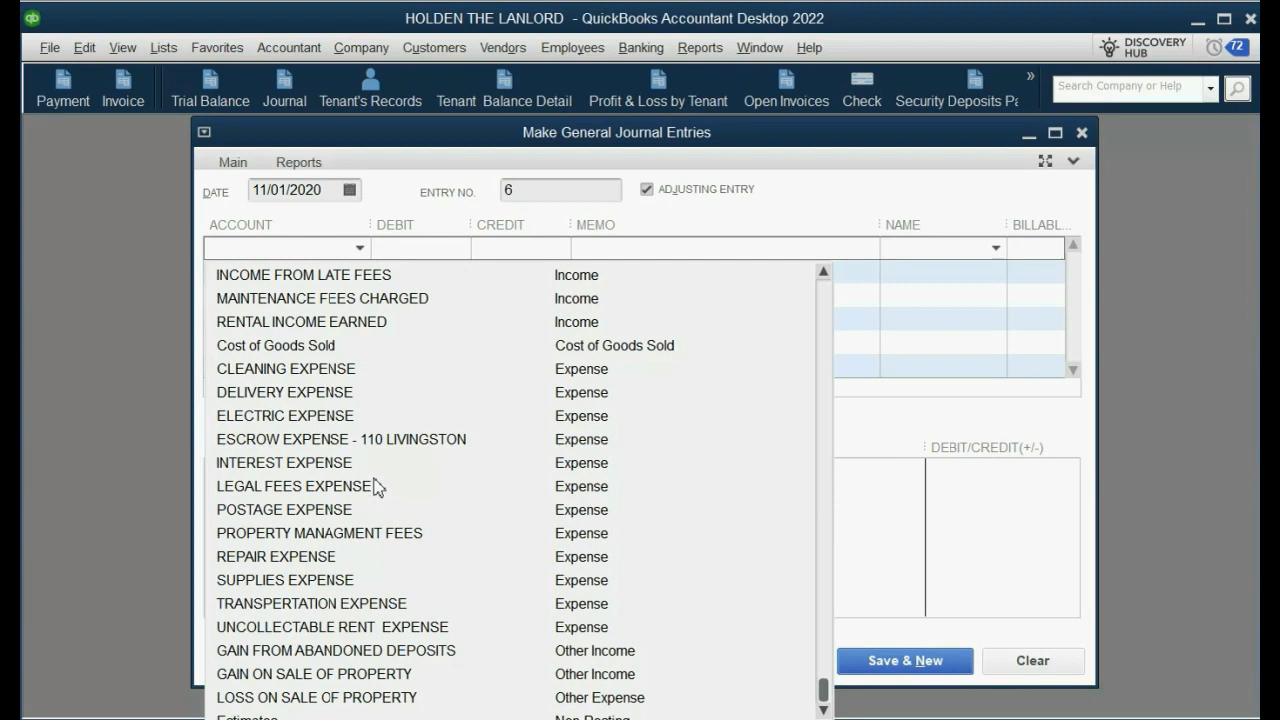 qb
HOLDEN THE LANLORD - QuickBooks Accountant Desktop 2022
File Edit View Lists Favorites Accountant Company Customers Vendors Employees Banking Reports Window Help DISCOVERY HUB 72
Payment Invoice Trial Balance Journal Tenant's Records Tenant Balance Detail Profit & Loss by Tenant Open Invoices Check Security Deposits Pa » Search Company or Help
Make General Journal Entries
Main Reports
DATE 11/01/2020 ENTRY NO. 6 ADJUSTING ENTRY
ACCOUNT DEBIT CREDIT MEMO NAME BILLABL...
INCOME FROM LATE FEES Income
MAINTENANCE FEES CHARGED Income
RENTAL INCOME EARNED Income
Cost of Goods Sold Cost of Goods Sold
CLEANING EXPENSE Expense
DELIVERY EXPENSE Expense
ELECTRIC EXPENSE Expense
ESCROW EXPENSE - 110 LIVINGSTON Expense
DEBIT/CREDIT(+/-)
INTEREST EXPENSE Expense
LEGAL FEES EXPENSE Expense
POSTAGE EXPENSE Expense
PROPERTY MANAGMENT FEES Expense
REPAIR EXPENSE Expense
SUPPLIES EXPENSE Expense
TRANSPERTATION EXPENSE Expense
UNCOLLECTABLE RENT EXPENSE Expense
GAIN FROM ABANDONED DEPOSITS Other Income
GAIN ON SALE OF PROPERTY Other Income
LOSS ON SALE OF PROPERTY Other Expense
Estimates Non-Posting
Save & New Clear